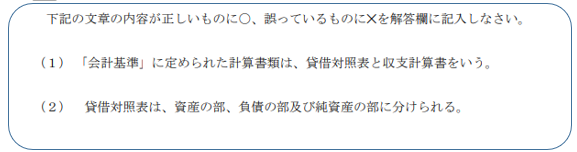 下記の文章の内容が正しいものに○、誤っているものに✕を解答欄に記入しなさい。
（１）「会計基準」に定められた計算書類は、貸借対照表と収支計算書をいう。
（２）　貸借対照表は、資産の部、負債の部及び純資産の部に分けられる。